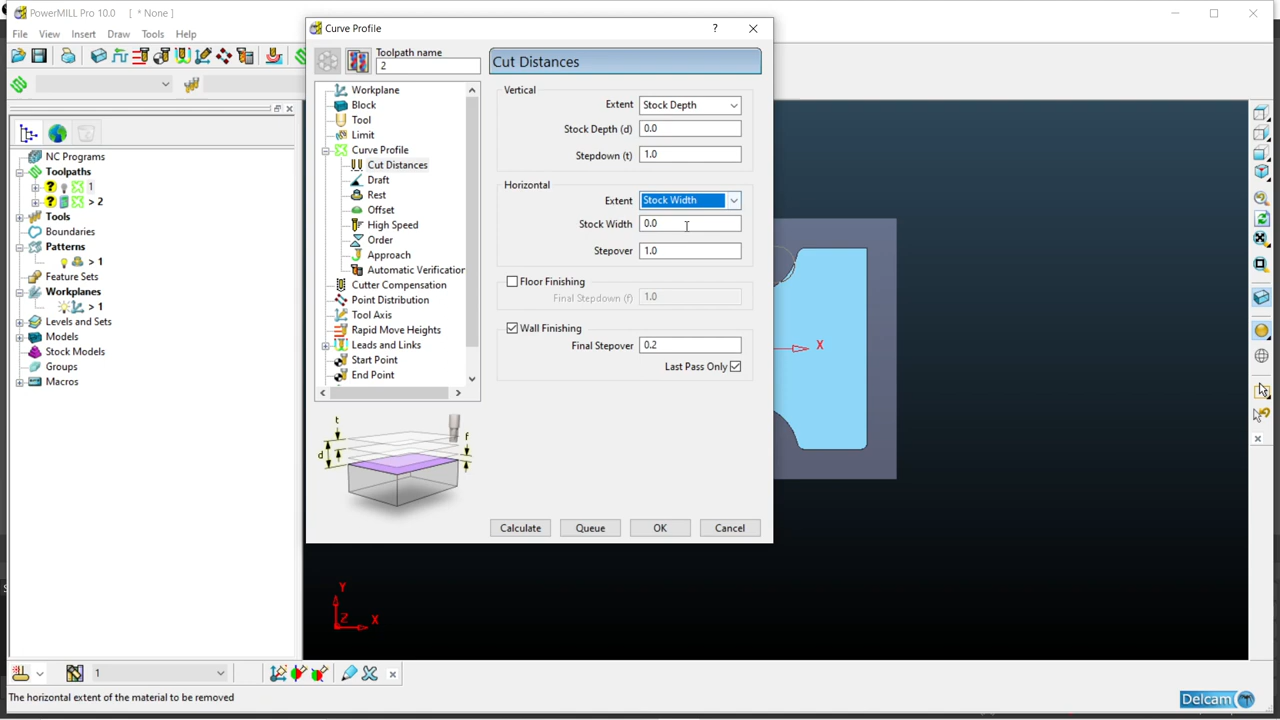 PowerMILL Pro 10.0 [ * None ]
File View Insert Draw Tools Help
NC Programs
Toolpaths
1
> 2
Tools
Boundaries
Patterns
> 1
Feature Sets
Workplanes
> 1
Levels and Sets
Models
Stock Models
Groups
Macros
Curve Profile
?
Toolpath name
2
Workplane
Block
Tool
Limit
Curve Profile
Cut Distances
Draft
Rest
Offset
High Speed
Order
Approach
Automatic Verification
Cutter Compensation
Point Distribution
Tool Axis
Rapid Move Heights
Leads and Links
Start Point
End Point
t
d
f
Cut Distances
Vertical
Extent Stock Depth
Stock Depth (d) 0.0
Stepdown (t) 1.0
Horizontal
Extent Stock Width
Stock Width 0.0
Stepover 1.0
Floor Finishing
Final Stepdown (f) 1.0
Wall Finishing
Final Stepover 0.2
Last Pass Only
Calculate Queue OK Cancel
X
Y
Z X
1
The horizontal extent of the material to be removed
Delcam